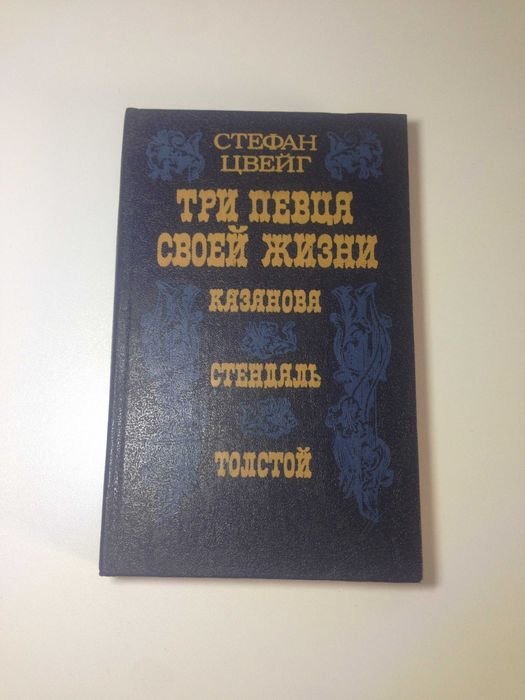 СТЕФАН
ЦВЕЙГ
ТРИ ПЕВЦА
СВОЕЙ ЖИЗНИ
КАЗАНОВА
СТЕНДАЛЬ
ТОЛСТОЙ